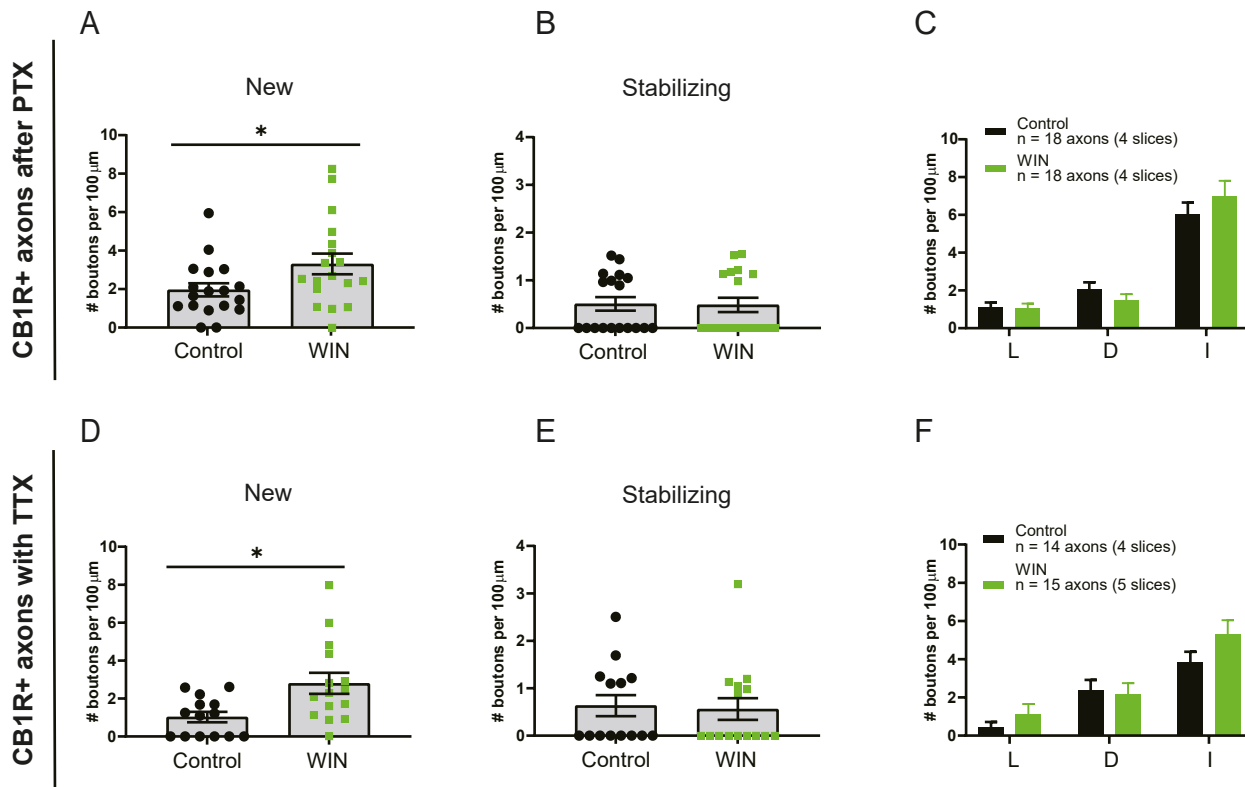 CB1R+ axons after PTX
A
New
*
# boutons per 100 μm
10
8
6
4
2
0
Control
WIN
B
Stabilizing
# boutons per 100 μm
4
3
2
1
0
Control
WIN
C
Control
n = 18 axons (4 slices)
WIN
n = 18 axons (4 slices)
# boutons per 100 μm
10
8
6
4
2
0
L
D
I
CB1R+ axons with TTX
D
New
*
# boutons per 100 μm
10
8
6
4
2
0
Control
WIN
E
Stabilizing
# boutons per 100 μm
4
3
2
1
0
Control
WIN
F
Control
n = 14 axons (4 slices)
WIN
n = 15 axons (5 slices)
# boutons per 100 μm
10
8
6
4
2
0
L
D
I